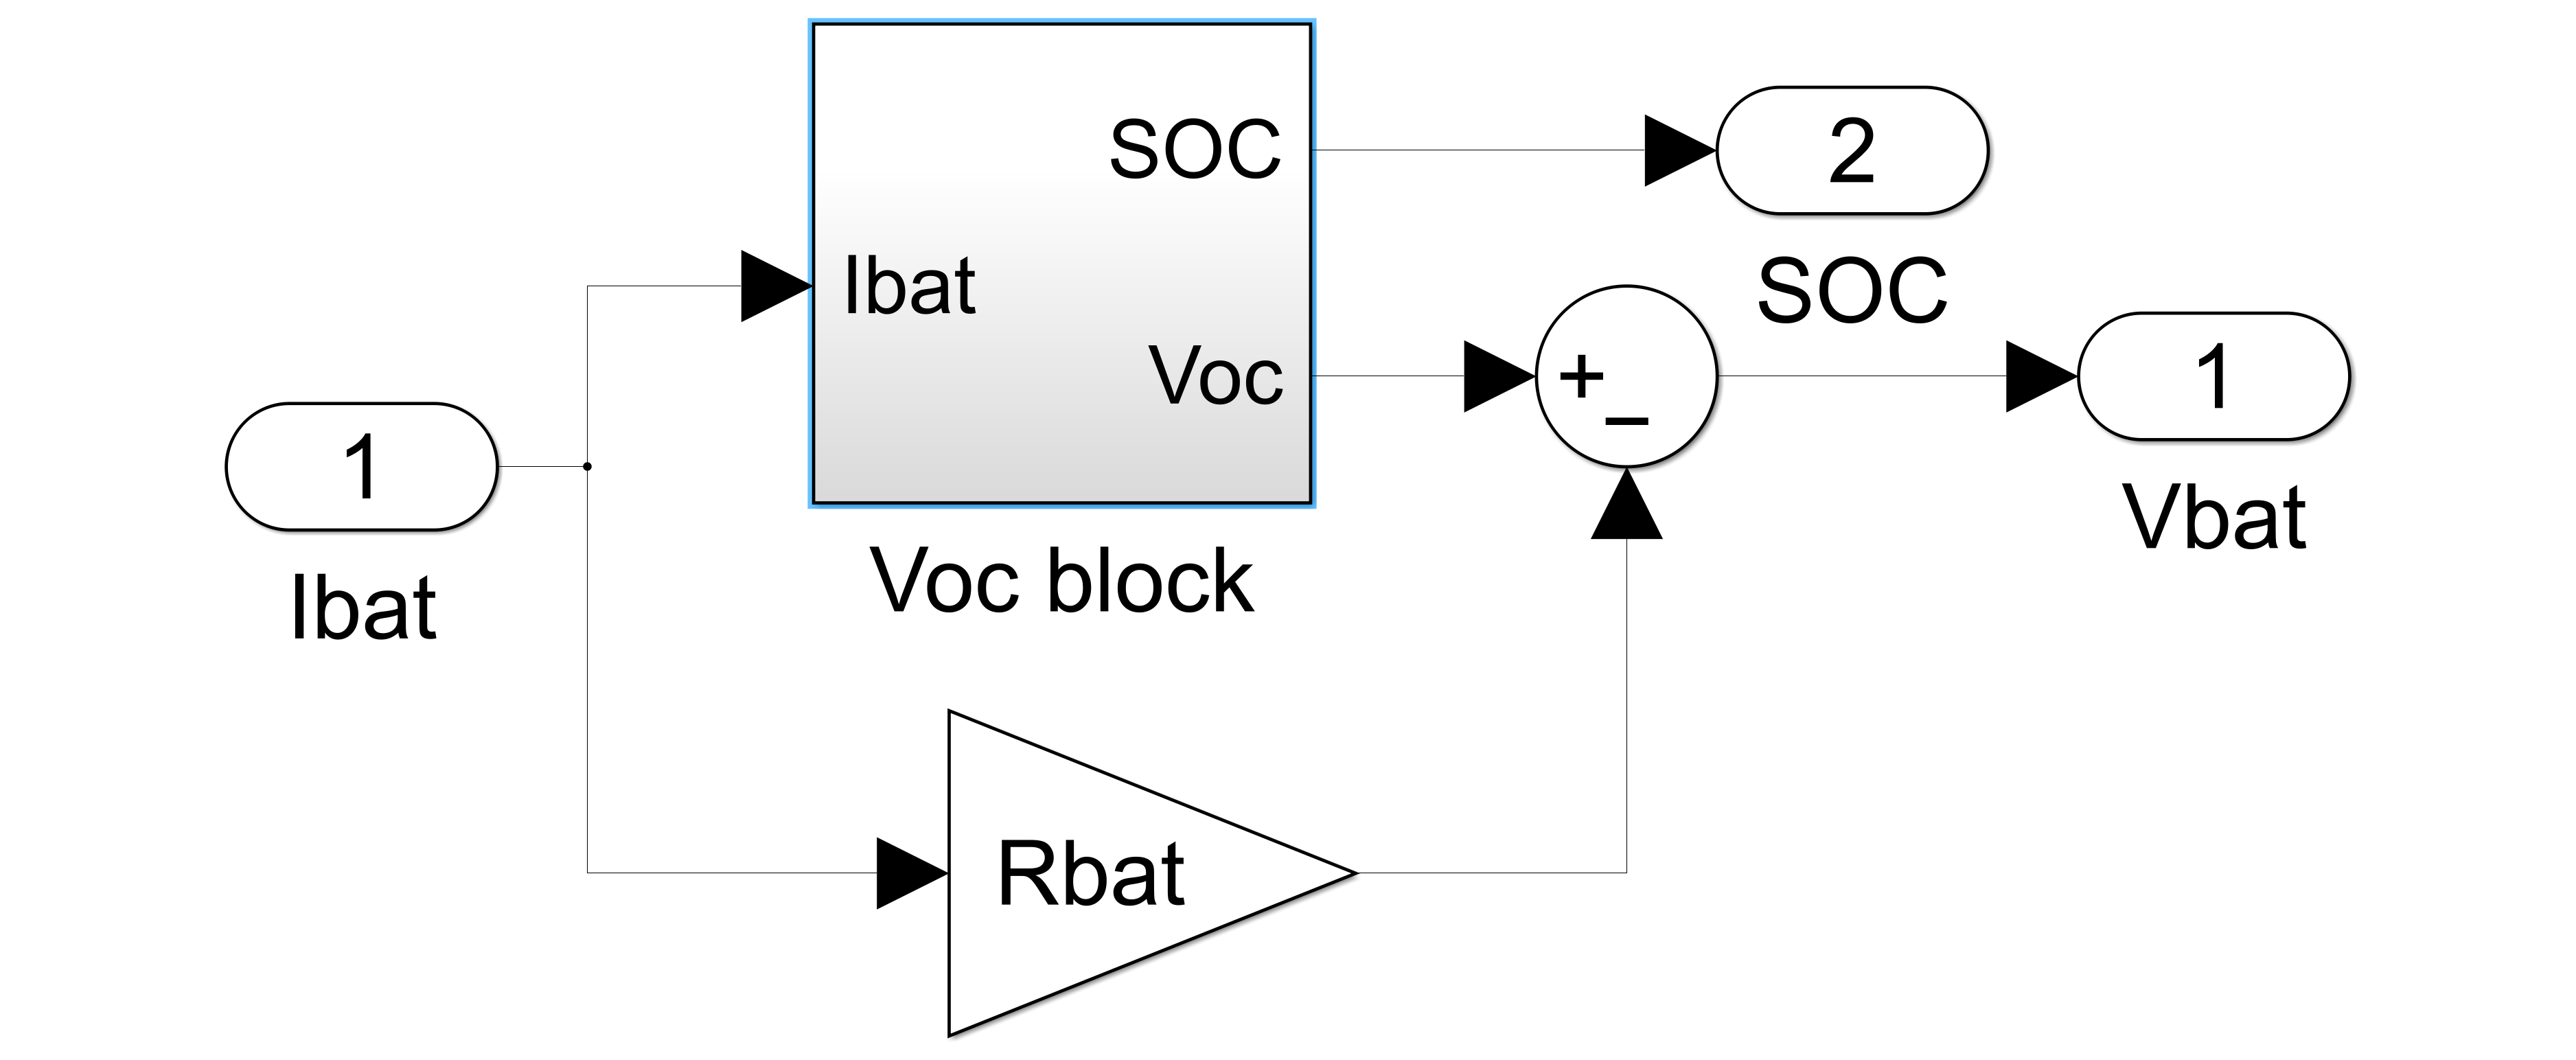 SOC
2
Ibat
SOC
Voc
+
−
1
1
Vbat
Ibat
Voc block
Rbat